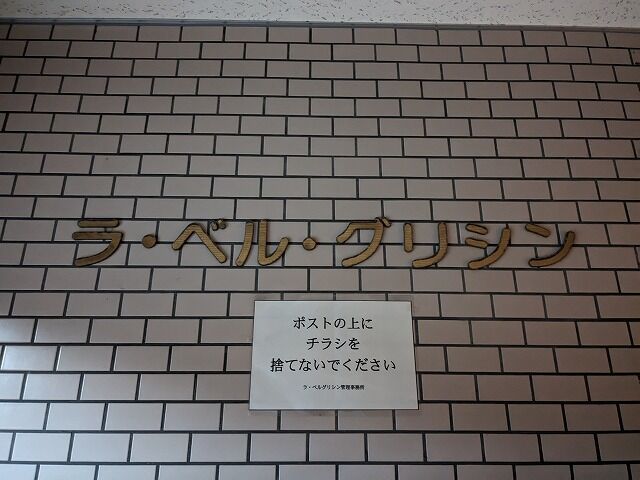 ラ・ベル・グリシン
ポストの上に
チラシを
捨てないでください
ラ・ベルグリシン管理事務所